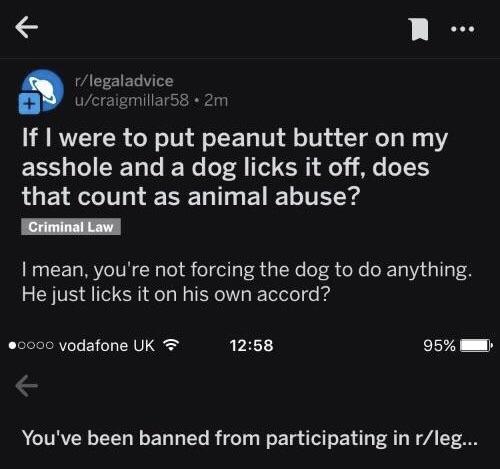 r/legaladvice
u/craigmillar58 • 2m
If I were to put peanut butter on my
asshole and a dog licks it off, does
that count as animal abuse?
Criminal Law
I mean, you're not forcing the dog to do anything.
He just licks it on his own accord?
vodafone UK 12:58 95%
You've been banned from participating in r/leg...